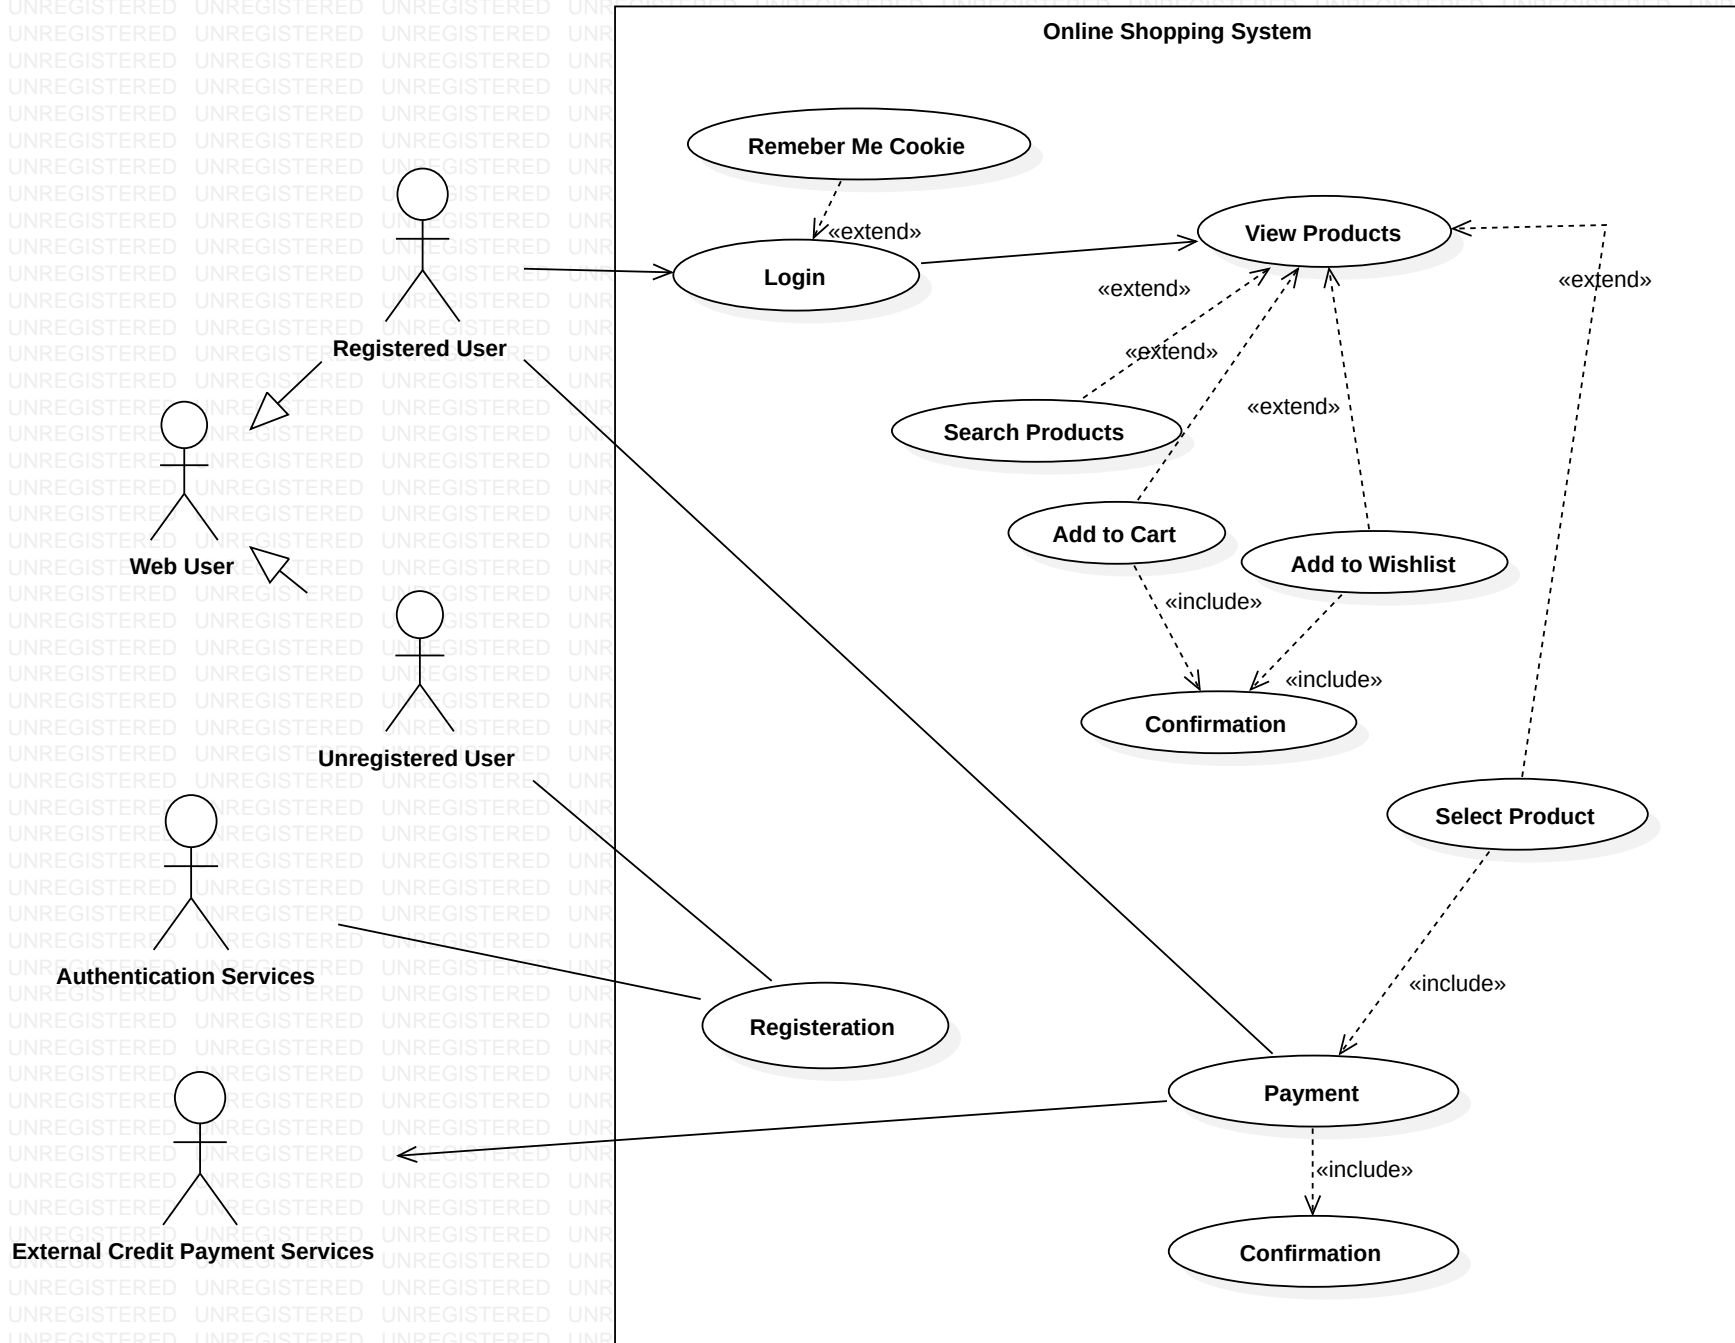 Online Shopping System
Remeber Me Cookie
«extend»
View Products
Login
«extend»
«extend»
Registered User
«extend»
«extend»
Search Products
Add to Cart
Add to Wishlist
Web User
«include»
«include»
Confirmation
Unregistered User
Select Product
Authentication Services
«include»
Registeration
Payment
«include»
External Credit Payment Services
Confirmation
UNREGISTERED